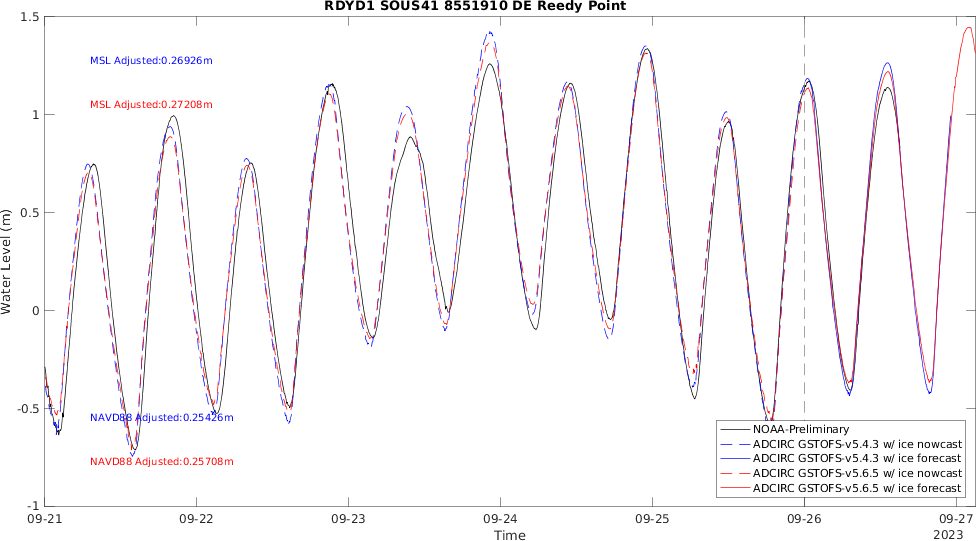 RDYD1 SOUS41 8551910 DE Reedy Point
1.5
MSL Adjusted:0.26926m
MSL Adjusted:0.27208m
1
0.5
Water Level (m)
0
-0.5
NAVD88 Adjusted:0.25426m
NAVD88 Adjusted:0.25708m
NOAA-Preliminary
ADCIRC GSTOFS-v5.4.3 w/ ice nowcast
ADCIRC GSTOFS-v5.4.3 w/ ice forecast
ADCIRC GSTOFS-v5.6.5 w/ ice nowcast
ADCIRC GSTOFS-v5.6.5 w/ ice forecast
-1
09-21 09-22 09-23 09-24 09-25 09-26 09-27
Time
2023